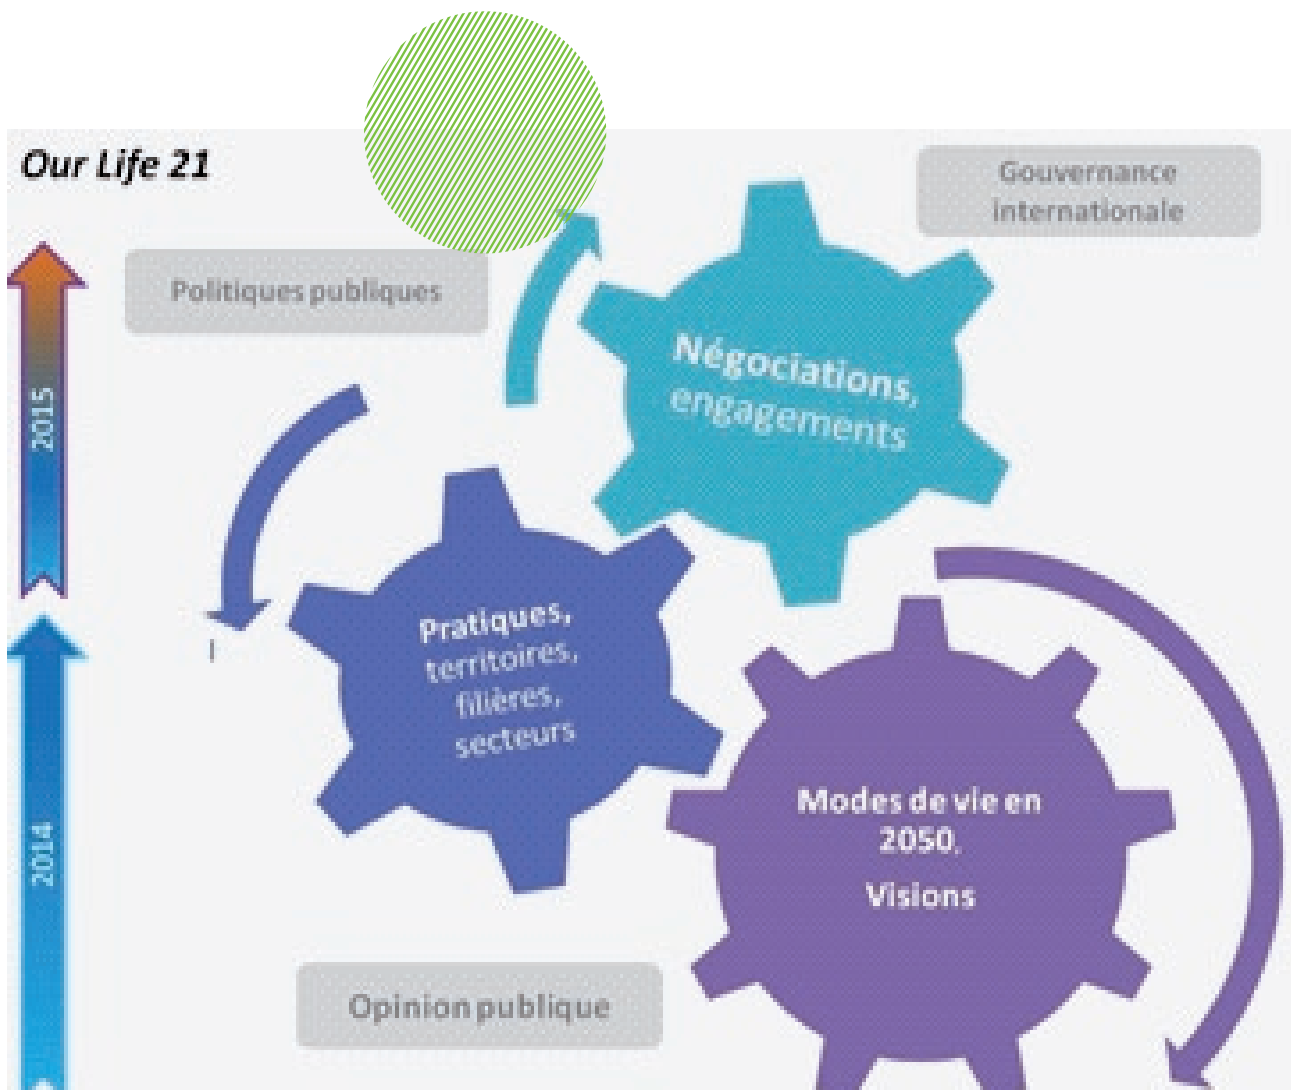 Our Life 21
Gouvernance
internationale
Politiques publiques
Négociations,
engagements
2015
Pratiques,
territoires,
filières,
secteurs
Modes de vie en
2050.
Visions
2014
Opinion publique